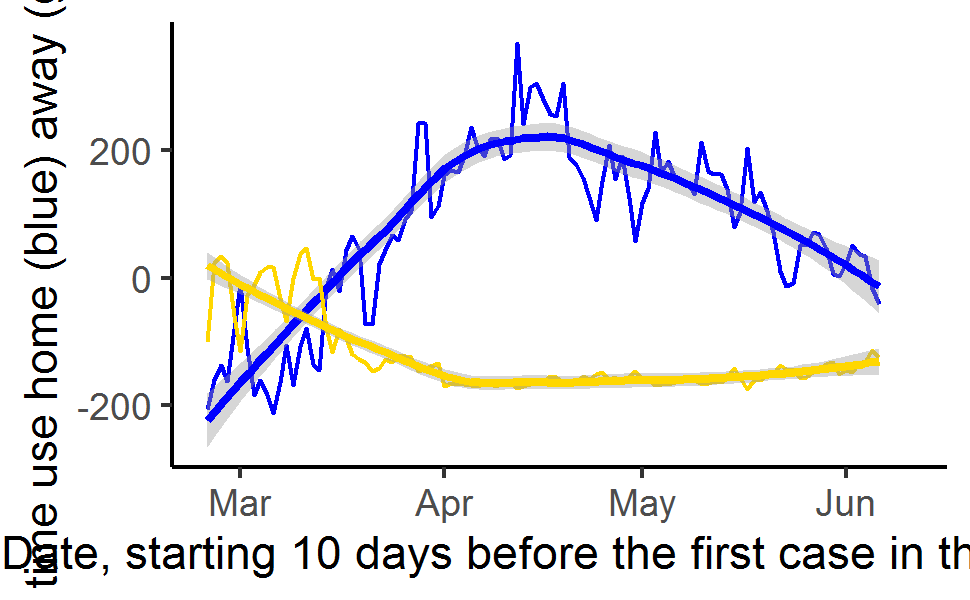 time use home (blue) away (
200
0
-200
Mar Apr May Jun
Date, starting 10 days before the first case in th